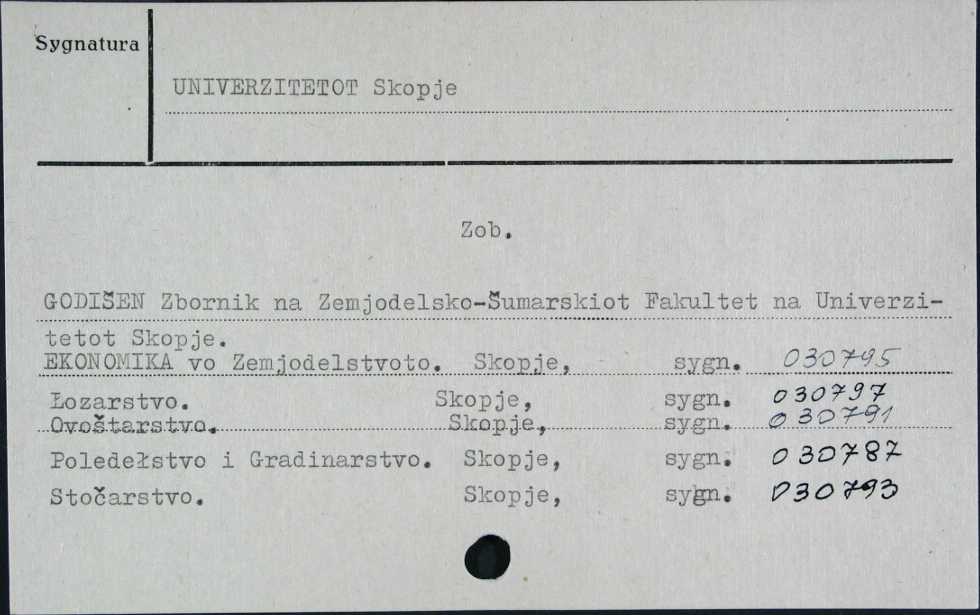 Sygnatura
UNIVERZITETOT Skopje
Zob.
GODIŠEN Zbornik na Zemjodelsko-Šumarskiot Fakultet na Univerzi-
tetot Skopje.
EKONOMIKA vo Zemjodelstvoto. Skopje, sygn. 030795
Łozarstvo. Skopje, sygn. 030797
Ovoštarstvo. Skopje, sygn. 030791
Poledełstvo i Gradinarstvo. Skopje, sygn. 030787
Stočarstvo. Skopje, sygn. 030793